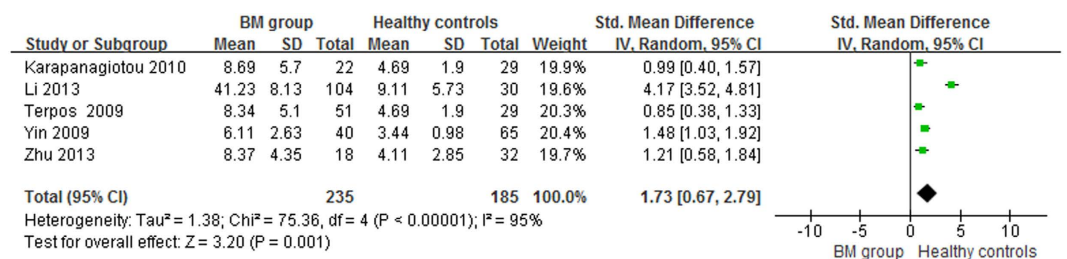 BM group Healthy controls Std. Mean Difference Std. Mean Difference
Study or Subgroup Mean SD Total Mean SD Total Weight IV, Random, 95% CI IV, Random, 95% CI
Karapanagiotou 2010 8.69 5.7 22 4.69 1.9 29 19.9% 0.99 [0.40, 1.57]
Li 2013 41.23 8.13 104 9.11 5.73 30 19.6% 4.17 [3.52, 4.81]
Terpos 2009 8.34 5.1 51 4.69 1.9 29 20.3% 0.85 [0.38, 1.33]
Yin 2009 6.11 2.63 40 3.44 0.98 65 20.4% 1.48 [1.03, 1.92]
Zhu 2013 8.37 4.35 18 4.11 2.85 32 19.7% 1.21 [0.58, 1.84]
Total (95% CI) 235 185 100.0% 1.73 [0.67, 2.79]
Heterogeneity: Tau² = 1.38; Chi² = 75.36, df = 4 (P < 0.00001); I² = 95%
Test for overall effect: Z = 3.20 (P = 0.001)
-10 -5 0 5 10
BM group Healthy controls